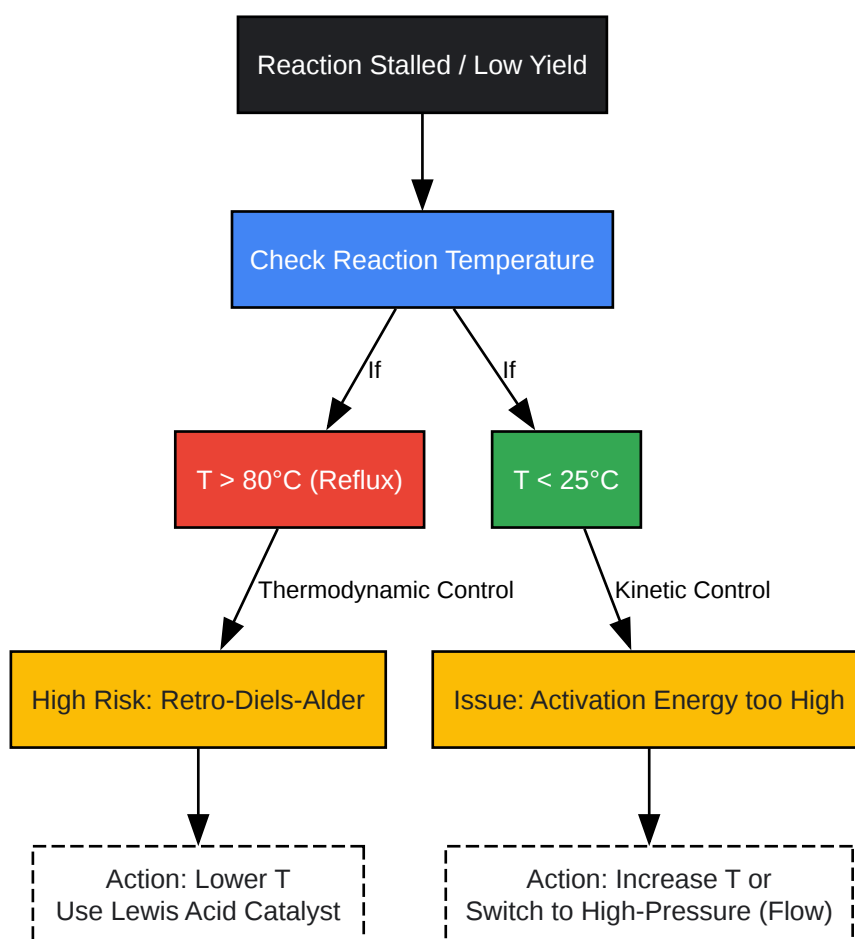 Reaction Stalled / Low Yield
Check Reaction Temperature
If
If
T > 80°C (Reflux)
T < 25°C
Thermodynamic Control
Kinetic Control
High Risk: Retro-Diels-Alder
Issue: Activation Energy too High
Action: Lower T
Use Lewis Acid Catalyst
Action: Increase T or
Switch to High-Pressure (Flow)